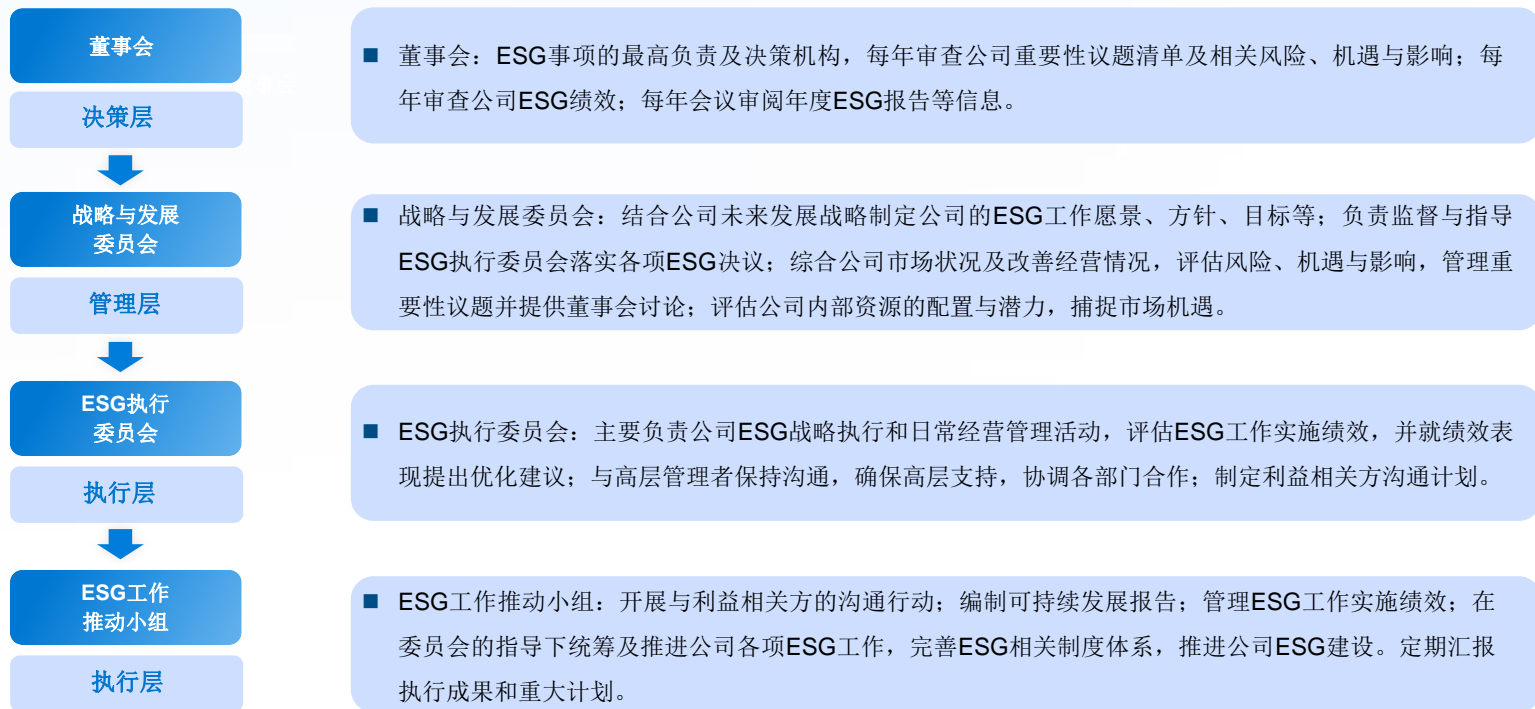 董事会
决策层
■ 董事会：ESG事项的最高负责及决策机构，每年审查公司重要性议题清单及相关风险、机遇与影响；每
年审查公司ESG绩效；每年会议审阅年度ESG报告等信息。
战略与发展
委员会
管理层
■ 战略与发展委员会：结合公司未来发展战略制定公司的ESG工作愿景、方针、目标等；负责监督与指导
ESG执行委员会落实各项ESG决议；综合公司市场状况及改善经营情况，评估风险、机遇与影响，管理重
要性议题并提供董事会讨论；评估公司内部资源的配置与潜力，捕捉市场机遇。
ESG执行
委员会
执行层
■ ESG执行委员会：主要负责公司ESG战略执行和日常经营管理活动，评估ESG工作实施绩效，并就绩效表
现提出优化建议；与高层管理者保持沟通，确保高层支持，协调各部门合作；制定利益相关方沟通计划。
ESG工作
推动小组
执行层
■ ESG工作推动小组：开展与利益相关方的沟通行动；编制可持续发展报告；管理ESG工作实施绩效；在
委员会的指导下统筹及推进公司各项ESG工作，完善ESG相关制度体系，推进公司ESG建设。定期汇报
执行成果和重大计划。